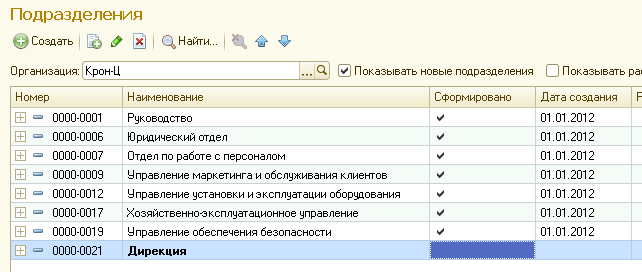 Подразделения
Создать Найти...
Организация: Крон-Ц ... Показывать новые подразделения Показывать рас
Номер Наименование Сформировано Дата создания
0000-0001 Руководство 01.01.2012
0000-0006 Юридический отдел 01.01.2012
0000-0007 Отдел по работе с персоналом 01.01.2012
0000-0009 Управление маркетинга и обслуживания клиентов 01.01.2012
0000-0012 Управление установки и эксплуатации оборудования 01.01.2012
0000-0017 Хозяйственно-эксплуатационное управление 01.01.2012
0000-0019 Управление обеспечения безопасности 01.01.2012
0000-0021 Дирекция